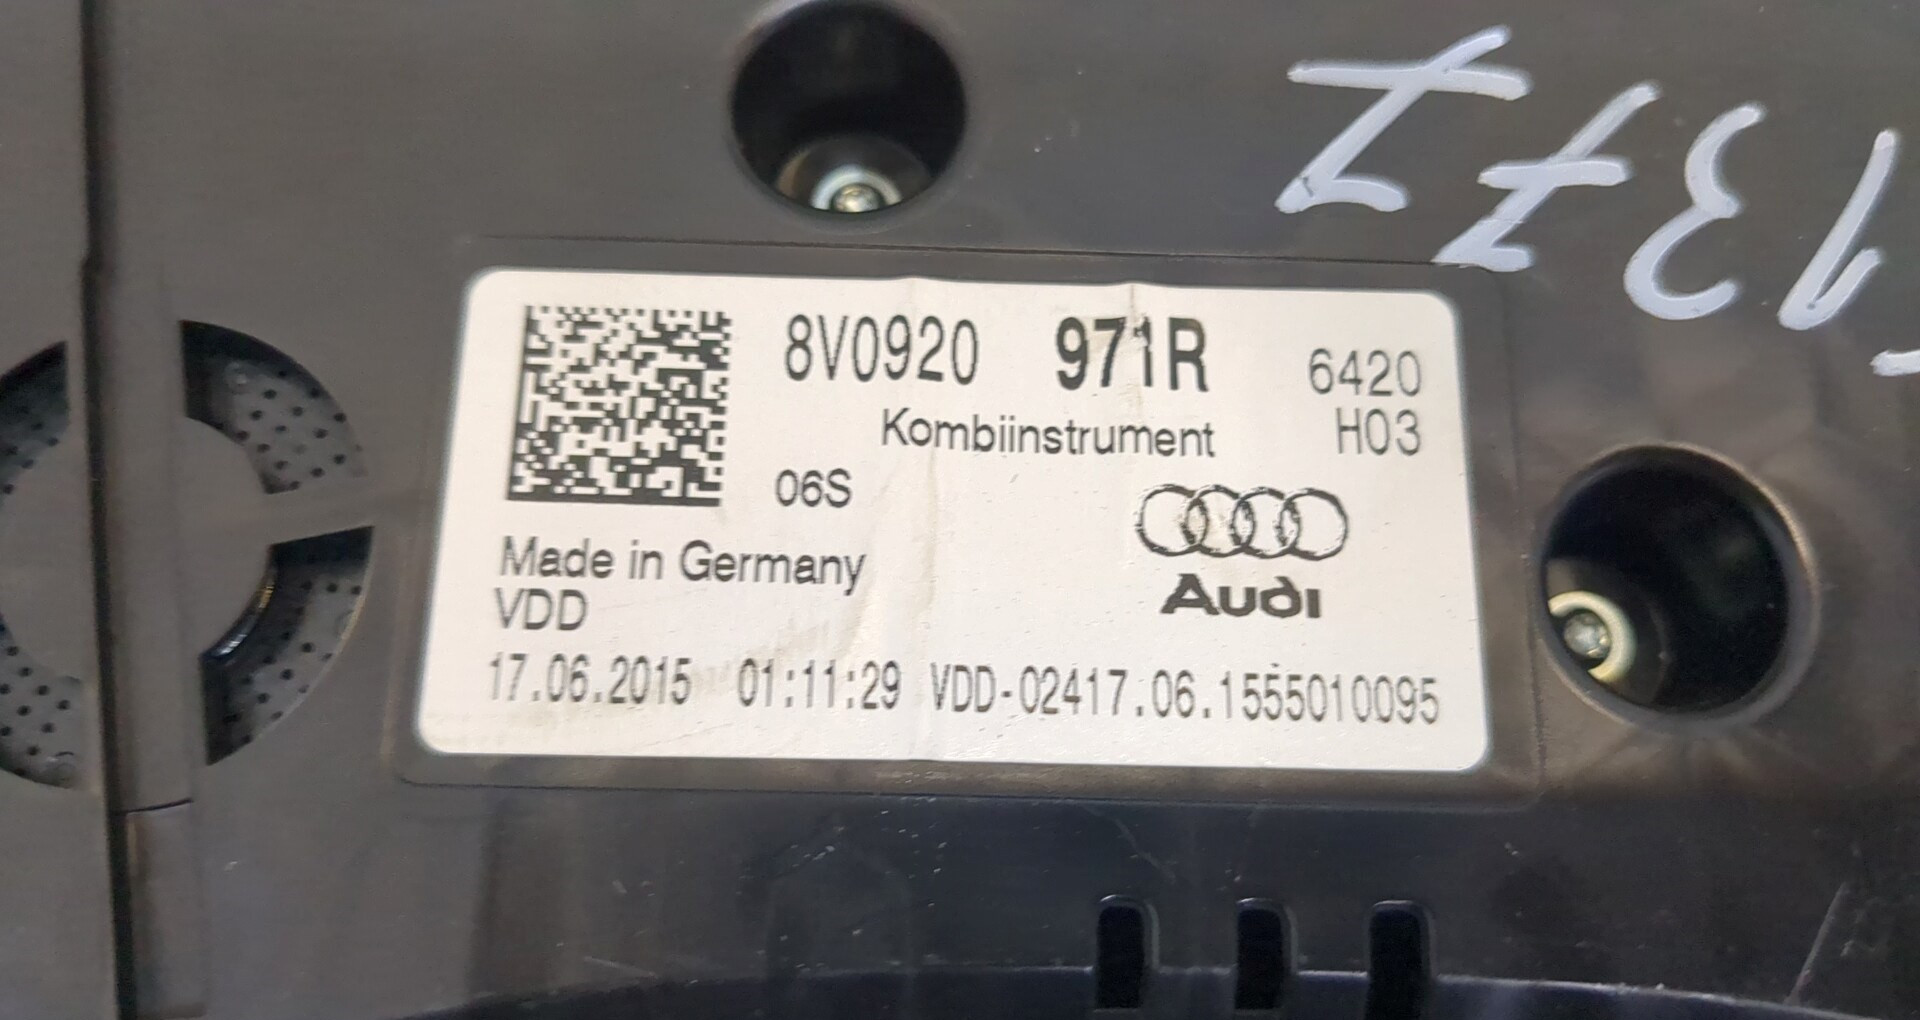 8V0920 971R 6420
Kombiinstrument H03
06S
Audi
Made in Germany
VDD
17.06.2015 01:11:29 VDD-02417.06.1555010095